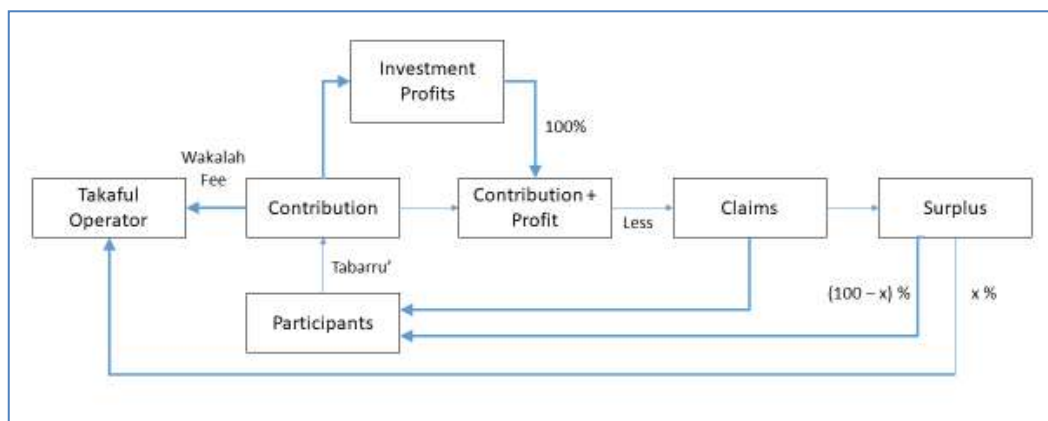 Investment
Profits
100%
Wakalah
Fee
Takaful
Operator
Contribution
Contribution +
Profit
Less
Claims
Surplus
Tabarru'
Participants
(100 – x) %
x %